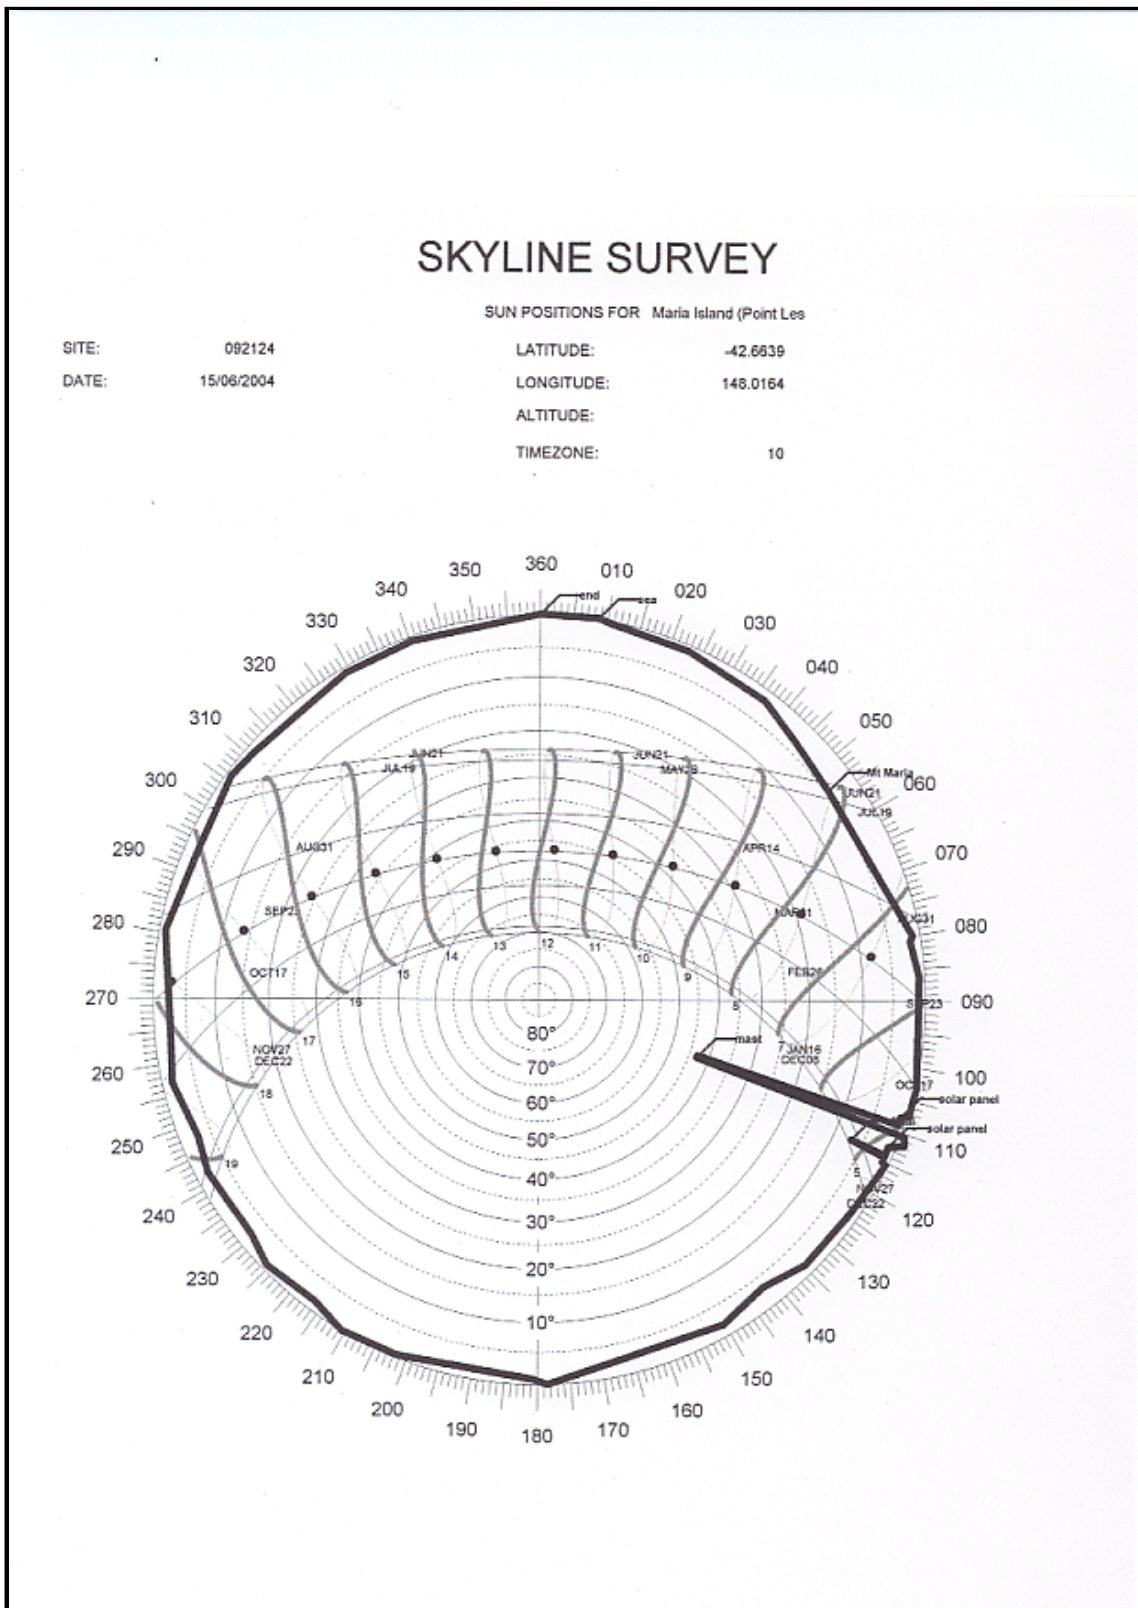 SKYLINE SURVEY
SUN POSITIONS FOR Maria Island (Point Les
SITE: 092124 LATITUDE: -42.6639
DATE: 15/06/2004 LONGITUDE: 148.0164
ALTITUDE:
TIMEZONE: 10
360
350 010
340 020
330 030
320 040
310 050
300 060
290 070
280 080
270 090
260 100
250 110
240 120
230 130
220 140
210 150
200 160
190 170
180
end sea
JUN21 JUN21
JUL19 MAY28
Mt Maria
JUN21
JUL19
AUG31 APR14
SEP2
MAR31
AUG31
OCT17 FEB26
SEP23
NOV27 JAN16
DEC22 DEC08
OCT17
19 18 17 16 15 14 13 12 11 10 9 8 7 5
mast
solar panel
solar panel
NOV27
DEC22
80°
70°
60°
50°
40°
30°
20°
10°